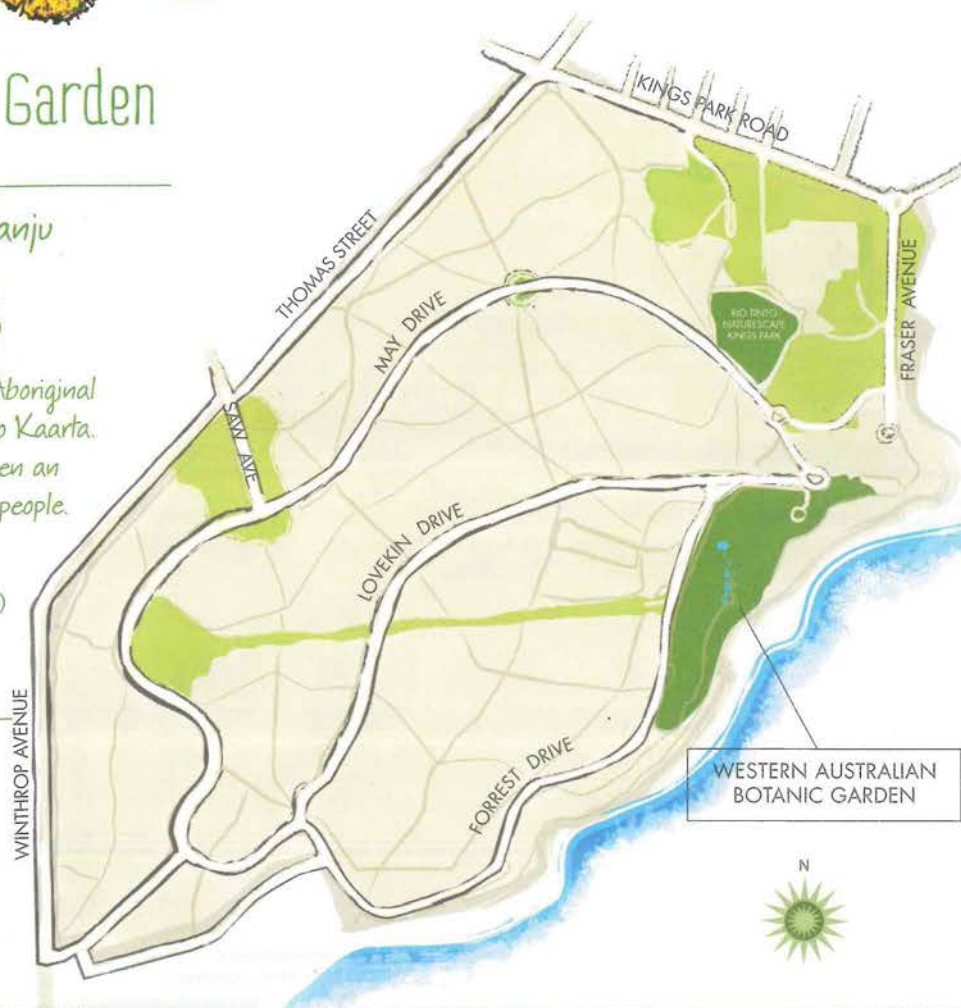 Garden
anju
Aboriginal
o Kaarta.
en an
people.
)
KINGS PARK ROAD
THOMAS STREET
MAY DRIVE
FRASER AVENUE
RIO TINTO
NATURESCAPE
KINGS PARK
SAW AVE
LOVEKIN DRIVE
WINTHROP AVENUE
FORREST DRIVE
WESTERN AUSTRALIAN
BOTANIC GARDEN
N